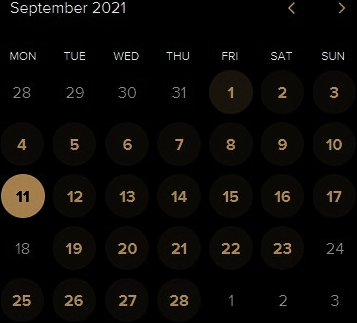 September 2021
MON TUE WED THU FRI SAT SUN
28 29 30 31 1 2 3
4 5 6 7 8 9 10
11 12 13 14 15 16 17
18 19 20 21 22 23 24
25 26 27 28 1 2 3